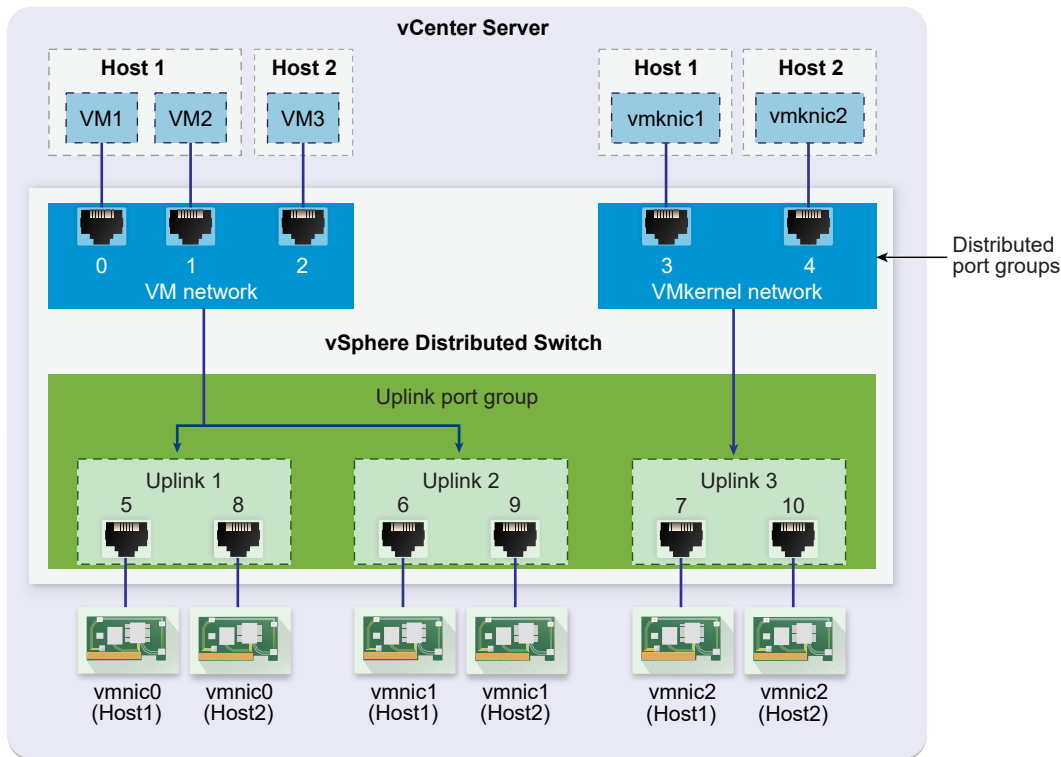 vCenter Server
Host 1
Host 2
Host 1
Host 2
VM1
VM2
VM3
vmknic1
vmknic2
0
1
2
3
4
VM network
VMkernel network
Distributed
port groups
vSphere Distributed Switch
Uplink port group
Uplink 1
Uplink 2
Uplink 3
5
8
6
9
7
10
vmnic0
(Host1)
vmnic0
(Host2)
vmnic1
(Host1)
vmnic1
(Host2)
vmnic2
(Host1)
vmnic2
(Host2)